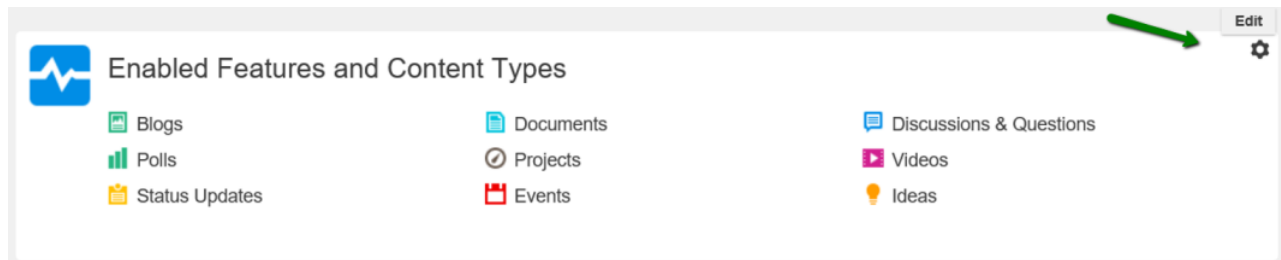 Edit
Enabled Features and Content Types
Blogs
Documents
Discussions & Questions
Polls
Projects
Videos
Status Updates
Events
Ideas